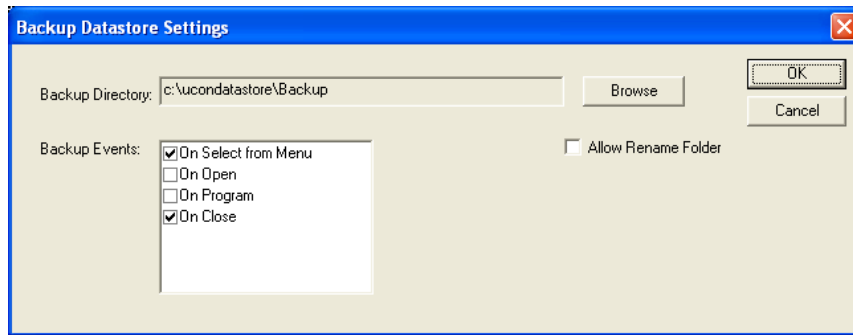 Backup Datastore Settings
Backup Directory: c:\ucondatastore\Backup
Browse
OK
Cancel
Backup Events:
On Select from Menu
On Open
On Program
On Close
Allow Rename Folder